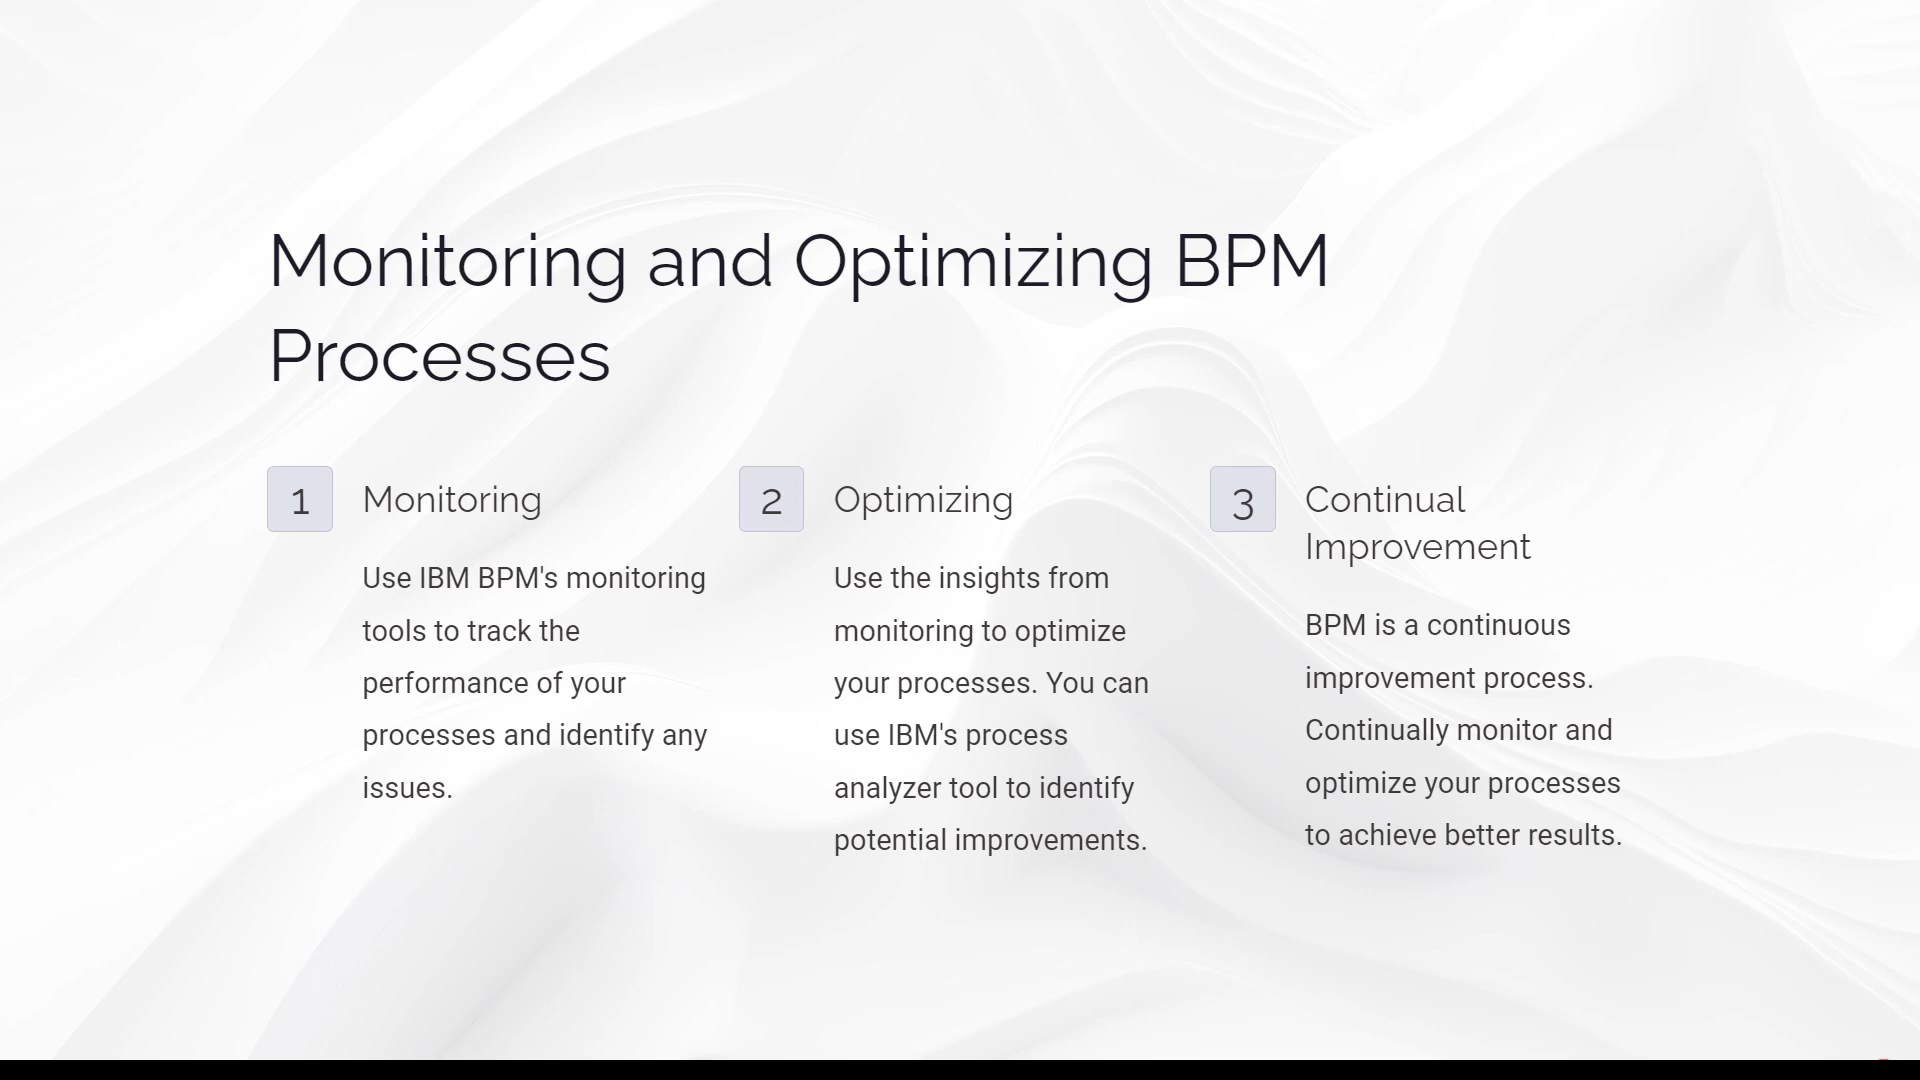 Monitoring and Optimizing BPM
Processes
1
Monitoring
Use IBM BPM's monitoring
tools to track the
performance of your
processes and identify any
issues.
2
Optimizing
Use the insights from
monitoring to optimize
your processes. You can
use IBM's process
analyzer tool to identify
potential improvements.
3
Continual
Improvement
BPM is a continuous
improvement process.
Continually monitor and
optimize your processes
to achieve better results.